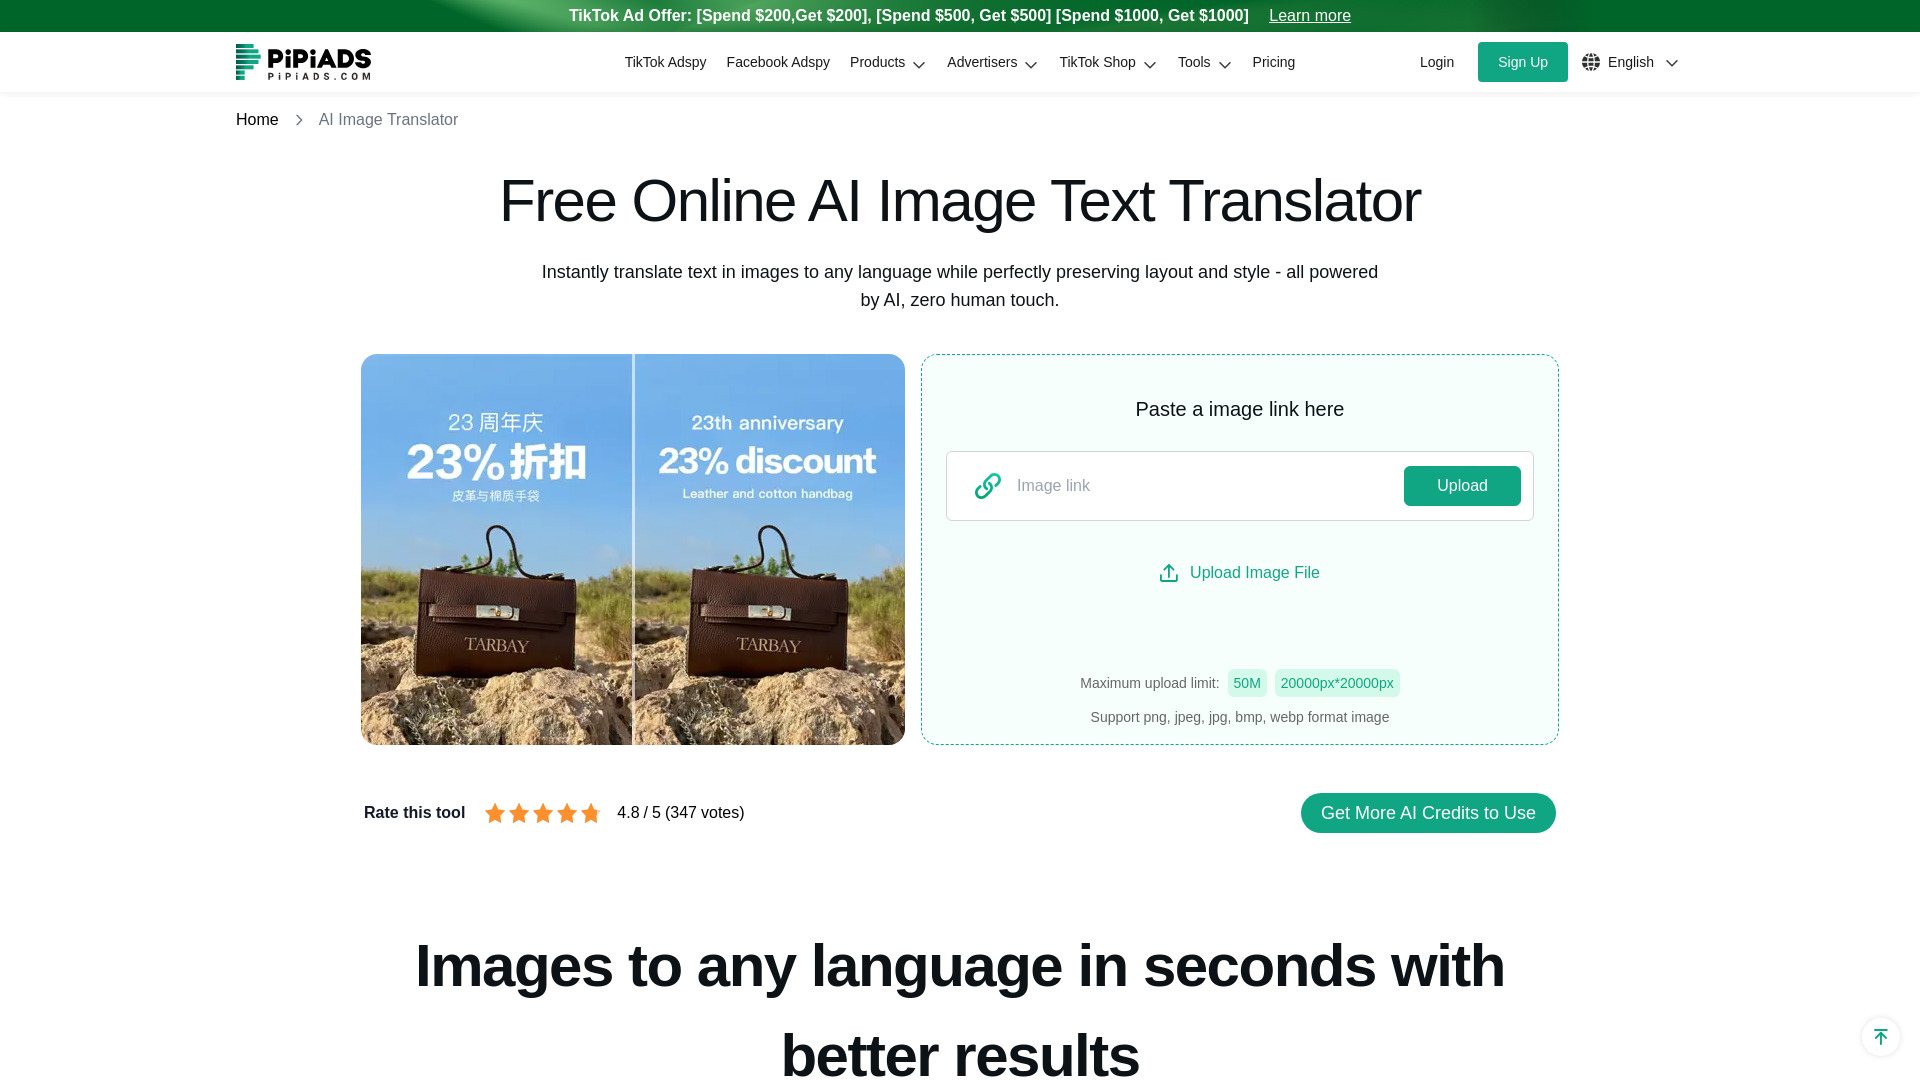 TikTok Ad Offer: [Spend $200,Get $200], [Spend $500, Get $500] [Spend $1000, Get $1000] Learn more
PiPiADS
PiPiADS.COM
TikTok Adspy Facebook Adspy Products Advertisers TikTok Shop Tools Pricing Login Sign Up English
Home AI Image Translator
Free Online AI Image Text Translator
Instantly translate text in images to any language while perfectly preserving layout and style - all powered
by AI, zero human touch.
23 周年庆
23% 折扣
皮革与棉质手袋
TARBAY
23th anniversary
23% discount
Leather and cotton handbag
TARBAY
Paste a image link here
Image link Upload
Upload Image File
Maximum upload limit: 50M 20000px*20000px
Support png, jpeg, jpg, bmp, webp format image
Rate this tool 4.8 / 5 (347 votes) Get More AI Credits to Use
Images to any language in seconds with
better results